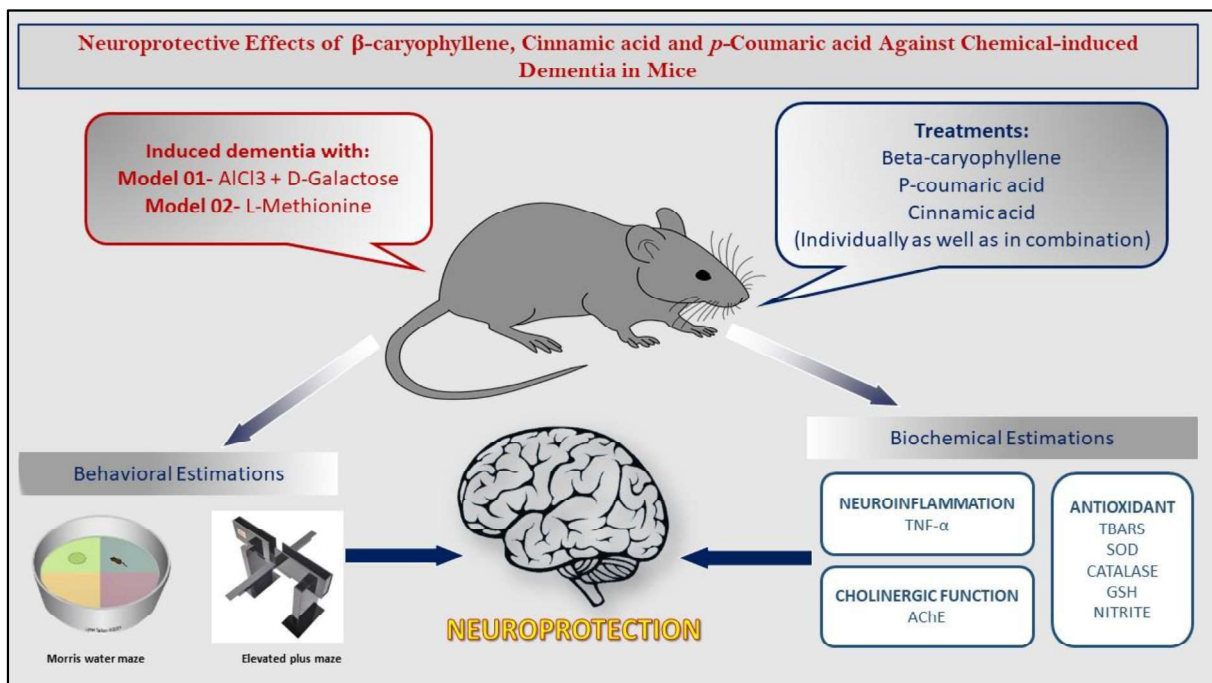 Neuroprotective Effects of β-caryophyllene, Cinnamic acid and p-Coumaric acid Against Chemical-induced
Dementia in Mice
Induced dementia with:
Model 01- AlCl3 + D-Galactose
Model 02- L-Methionine
Treatments:
Beta-caryophyllene
P-coumaric acid
Cinnamic acid
(Individually as well as in combination)
Behavioral Estimations
Morris water maze
Elevated plus maze
NEUROPROTECTION
Biochemical Estimations
NEUROINFLAMMATION
TNF-α
CHOLINERGIC FUNCTION
AChE
ANTIOXIDANT
TBARS
SOD
CATALASE
GSH
NITRITE